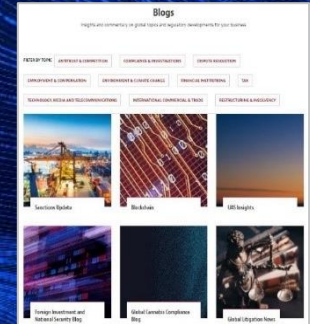 Blogs
Insights and commentary on global topics and regulatory developments for your business
FILTER BY TOPIC
ANTITRUST & COMPETITION
COMPLIANCE & INVESTIGATIONS
DISPUTE RESOLUTION
EMPLOYMENT & COMPENSATION
ENVIRONMENT & CLIMATE CHANGE
FINANCIAL INSTITUTIONS
TAX
TECHNOLOGY, MEDIA AND TELECOMMUNICATIONS
INTERNATIONAL COMMERCIAL & TRADE
RESTRUCTURING & INSOLVENCY
Sanctions Update
Blockchain
Insights
Foreign Investment and
National Security Blog
Global Cannabis Compliance
Blog
Global Litigation News